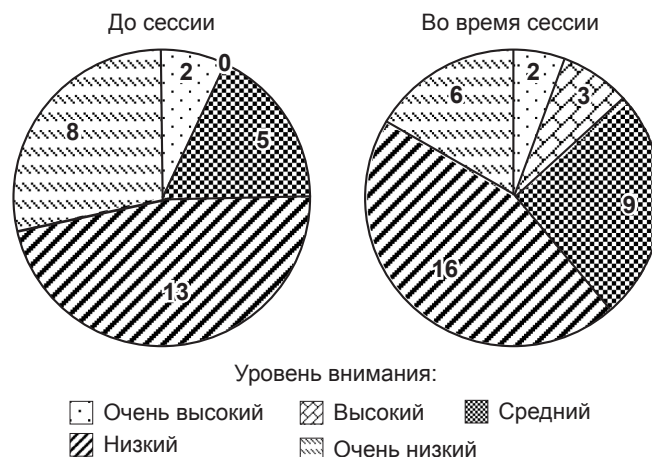 До сессии
Во время сессии
2
0
5
13
8
2
3
9
16
6
Уровень внимания:
Очень высокий
Высокий
Средний
Низкий
Очень низкий